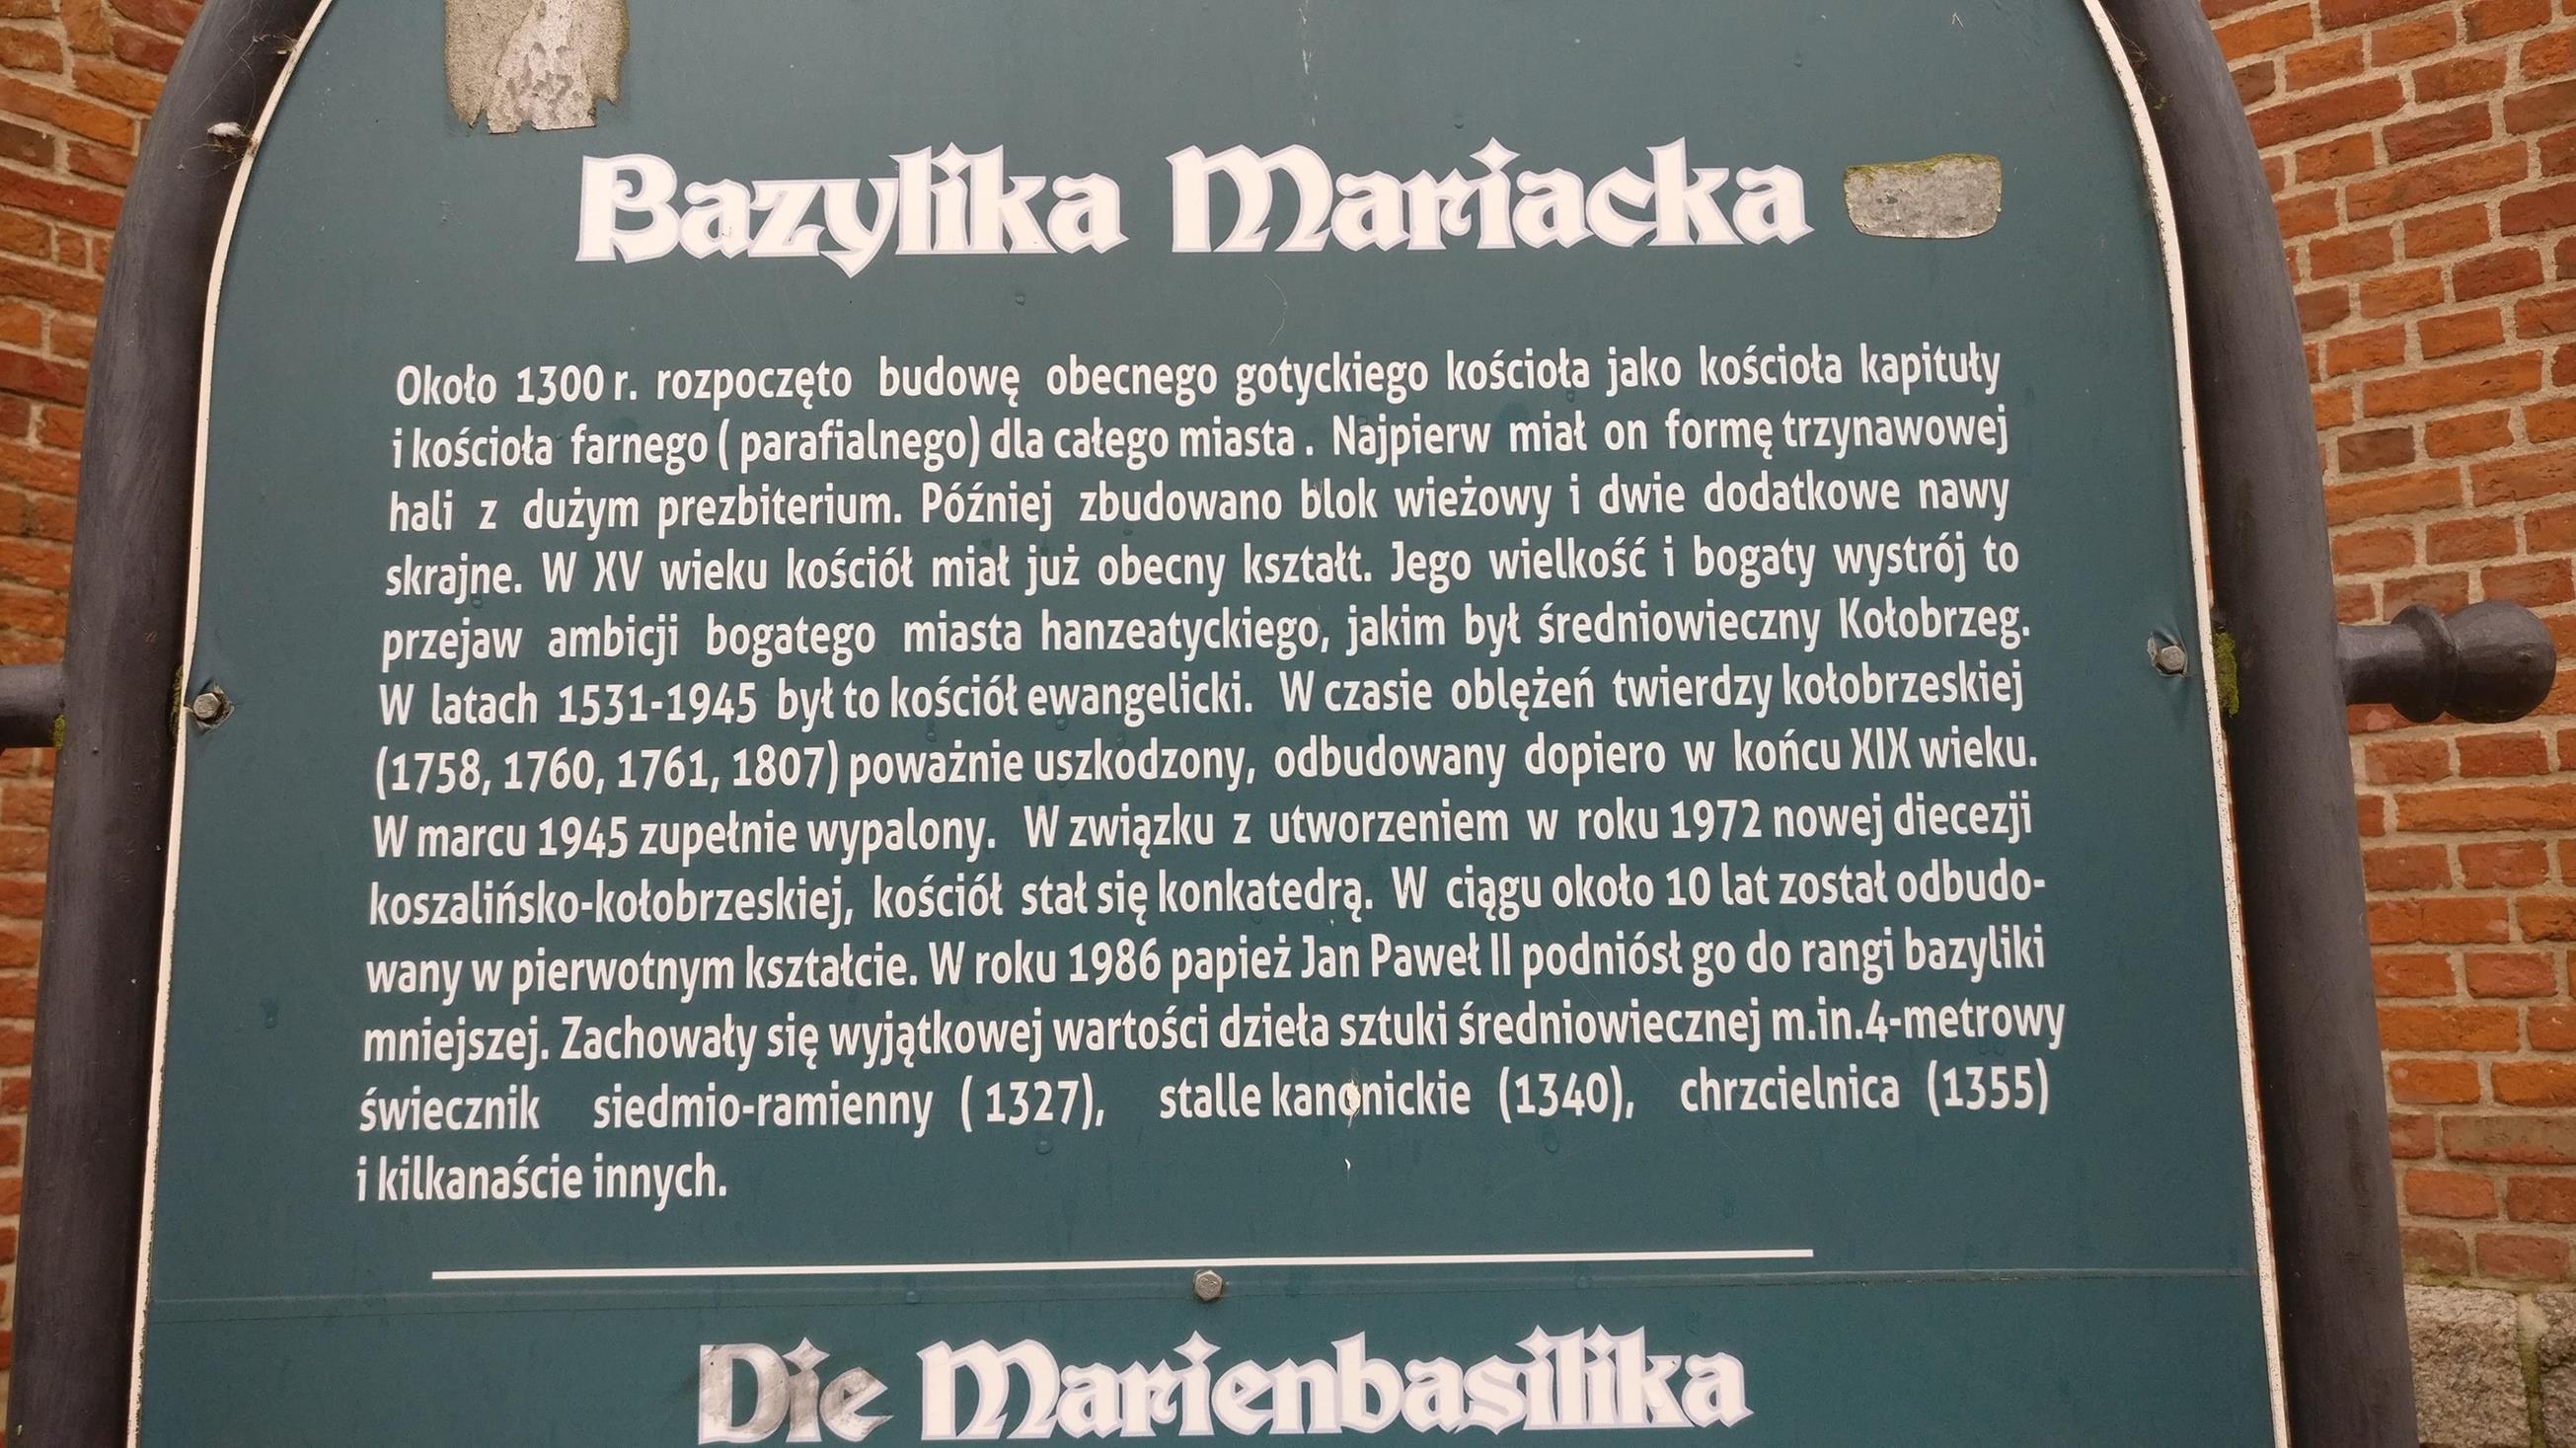 Bazylika Mariacka
Około 1300 r. rozpoczęto budowę obecnego gotyckiego kościoła jako kościoła kapituły
i kościoła farnego ( parafialnego) dla całego miasta . Najpierw miał on formę trzynawowej
hali z dużym prezbiterium. Później zbudowano blok wieżowy i dwie dodatkowe nawy
skrajne. W XV wieku kościół miał już obecny kształt. Jego wielkość i bogaty wystrój to
przejaw ambicji bogatego miasta hanzeatyckiego, jakim był średniowieczny Kołobrzeg.
W latach 1531-1945 był to kościół ewangelicki. W czasie oblężeń twierdzy kołobrzeskiej
(1758, 1760, 1761, 1807) poważnie uszkodzony, odbudowany dopiero w końcu XIX wieku.
W marcu 1945 zupełnie wypalony. W związku z utworzeniem w roku 1972 nowej diecezji
koszalińsko-kołobrzeskiej, kościół stał się konkatedrą. W ciągu około 10 lat został odbudo-
wany w pierwotnym kształcie. W roku 1986 papież Jan Paweł II podniósł go do rangi bazyliki
mniejszej. Zachowały się wyjątkowej wartości dzieła sztuki średniowiecznej m.in.4-metrowy
świecznik siedmio-ramienny ( 1327), stalle kanonickie (1340), chrzcielnica (1355)
i kilkanaście innych.
Die Marienbasilika